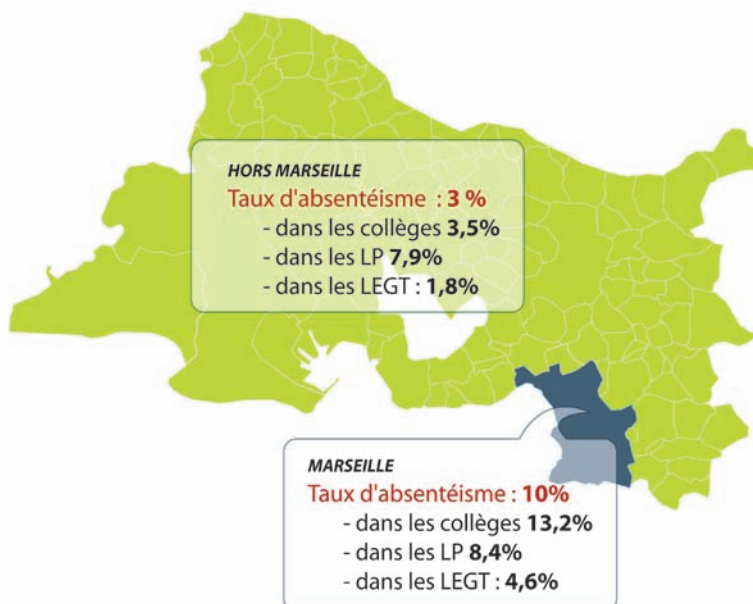 HORS MARSEILLE
Taux d'absentéisme : 3 %
- dans les collèges 3,5%
- dans les LP 7,9%
- dans les LEGT : 1,8%
MARSEILLE
Taux d'absentéisme : 10%
- dans les collèges 13,2%
- dans les LP 8,4%
- dans les LEGT : 4,6%